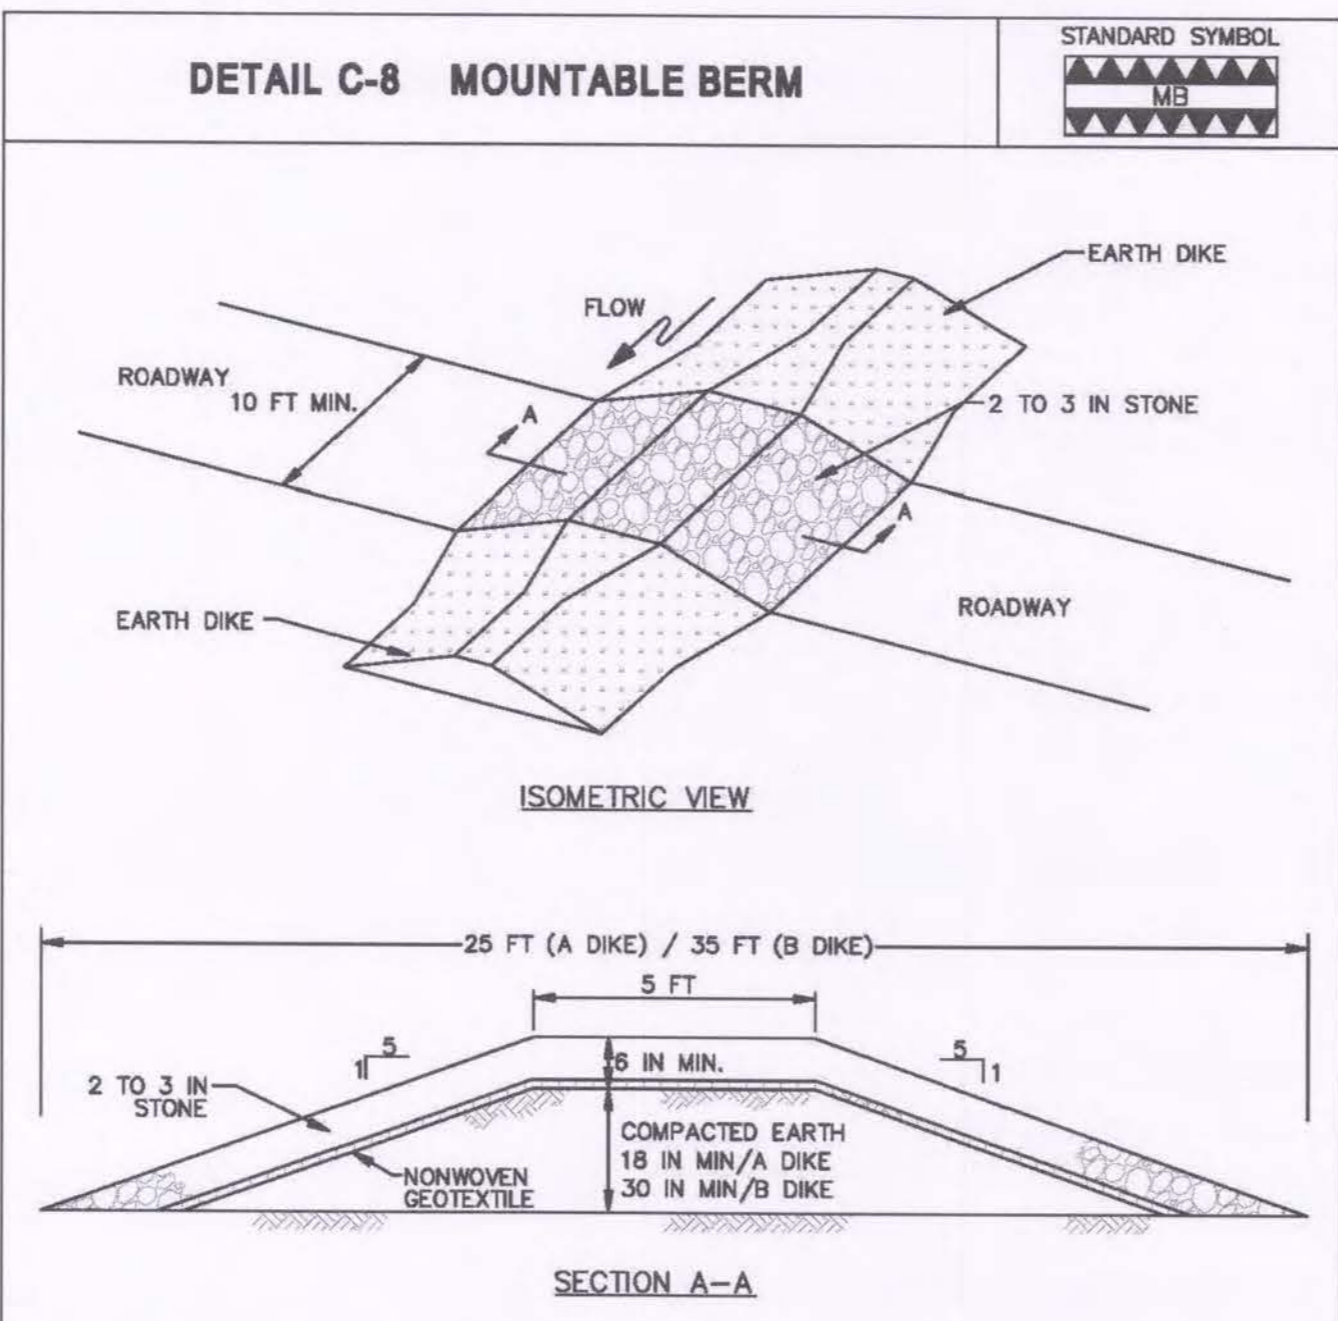 DETAIL C-8 MOUNTABLE BERM
STANDARD SYMBOL
MB
EARTH DIKE
FLOW
ROADWAY
10 FT MIN.
A
2 TO 3 IN STONE
A
EARTH DIKE
ROADWAY
ISOMETRIC VIEW
25 FT (A DIKE) / 35 FT (B DIKE)
5 FT
5
1
6 IN MIN.
5
1
2 TO 3 IN
STONE
COMPACTED EARTH
18 IN MIN/A DIKE
30 IN MIN/B DIKE
NONWOVEN
GEOTEXTILE
SECTION A-A